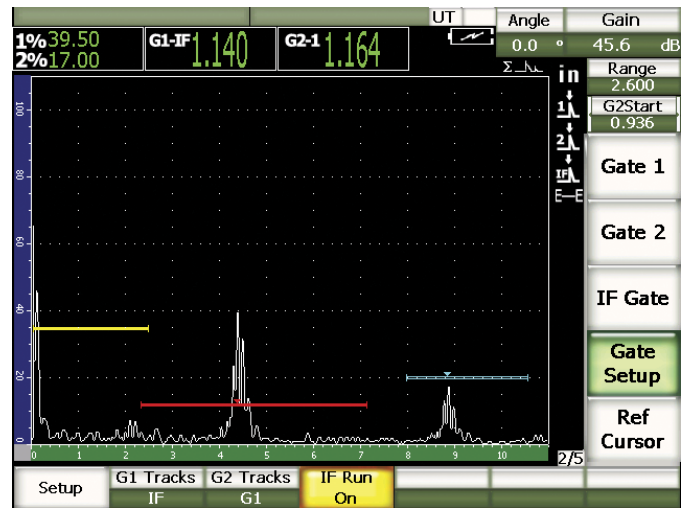 UT Angle Gain
1%39.50 G1-IF 1.140 G2-1 1.164 0.0 ° 45.6 dB
2%17.00
in Range
2.600
G2Start
0.936
1
2
IF
E—E
Gate 1
Gate 2
IF Gate
Gate
Setup
Ref
Cursor
100
80
60
40
20
0
0 1 2 3 4 5 6 7 8 9 10
2/5
Setup G1 Tracks G2 Tracks IF Run
IF G1 On